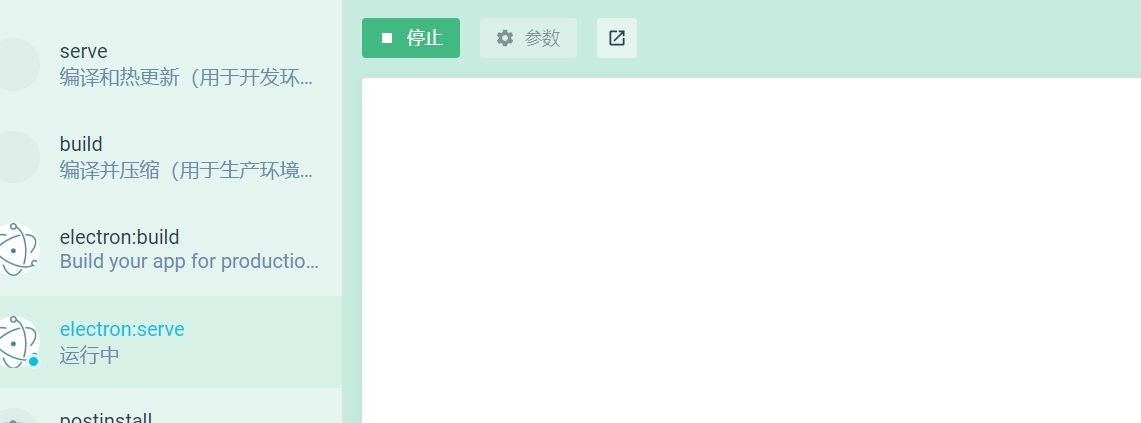 serve
编译和热更新（用于开发环...
build
编译并压缩（用于生产环境...
electron:build
Build your app for productio...
electron:serve
运行中
postinstall
停止
参数